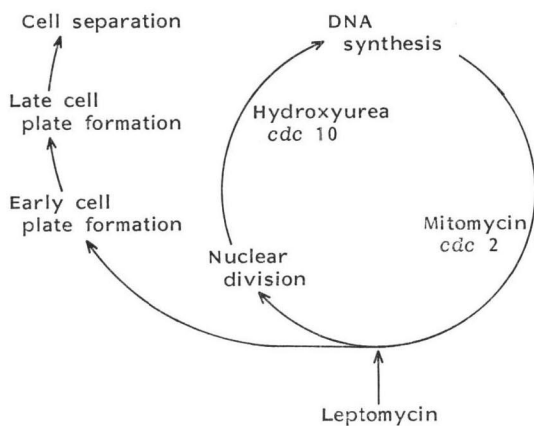 Cell separation
DNA
synthesis
Late cell
plate formation
Hydroxyurea
cdc 10
Early cell
plate formation
Mitomycin
cdc 2
Nuclear
division
Leptomycin